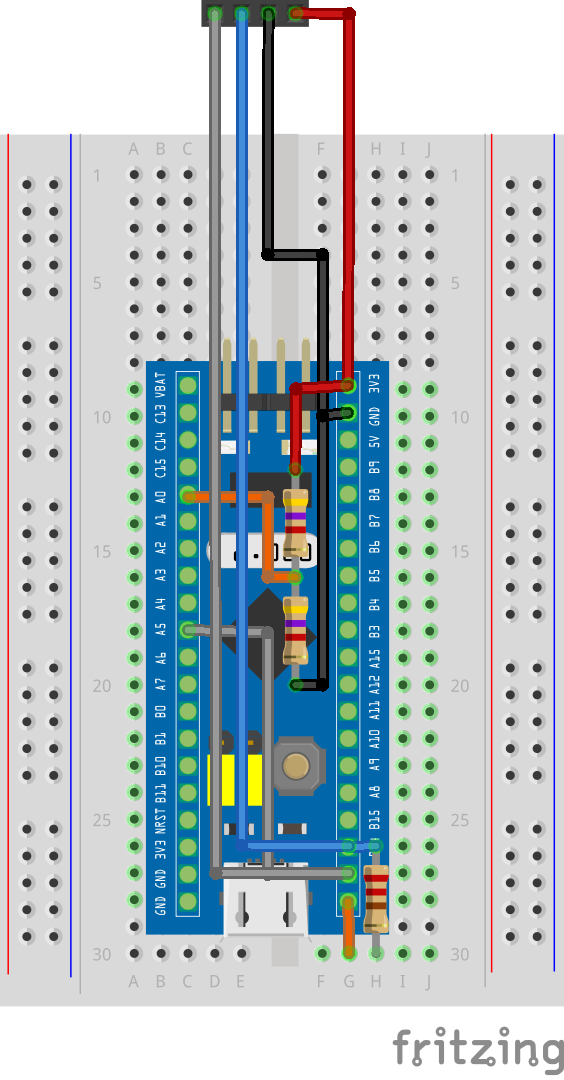 A B C F H I J
1 1
5 5
10 10
15 15
20 20
25 25
30 30
A B C D E F G H I J
VBAT
C13
C14
C15
A0
A1
A2
A3
A4
A5
A6
A7
B0
B1
B10
B11
NRST
3V3
GND
GND
3V3
GND
5V
B9
B8
B7
B6
B5
B4
B3
A15
A12
A11
A10
A9
A8
B15
fritzing